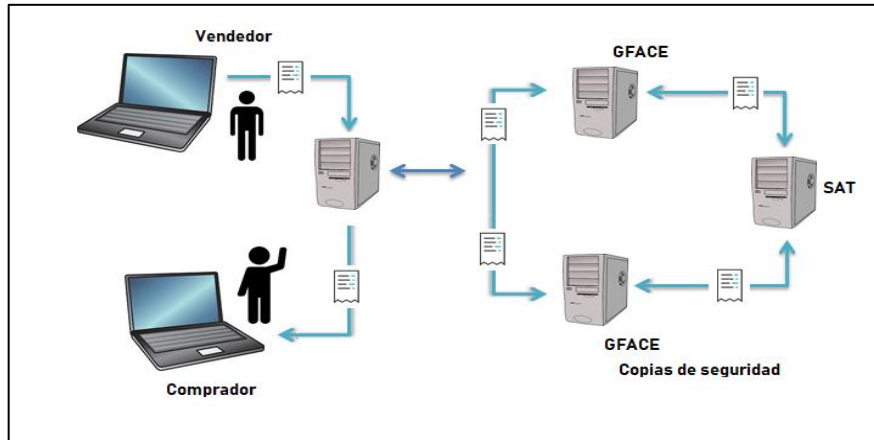 Vendedor
GFACE
SAT
GFACE
Copias de seguridad
Comprador